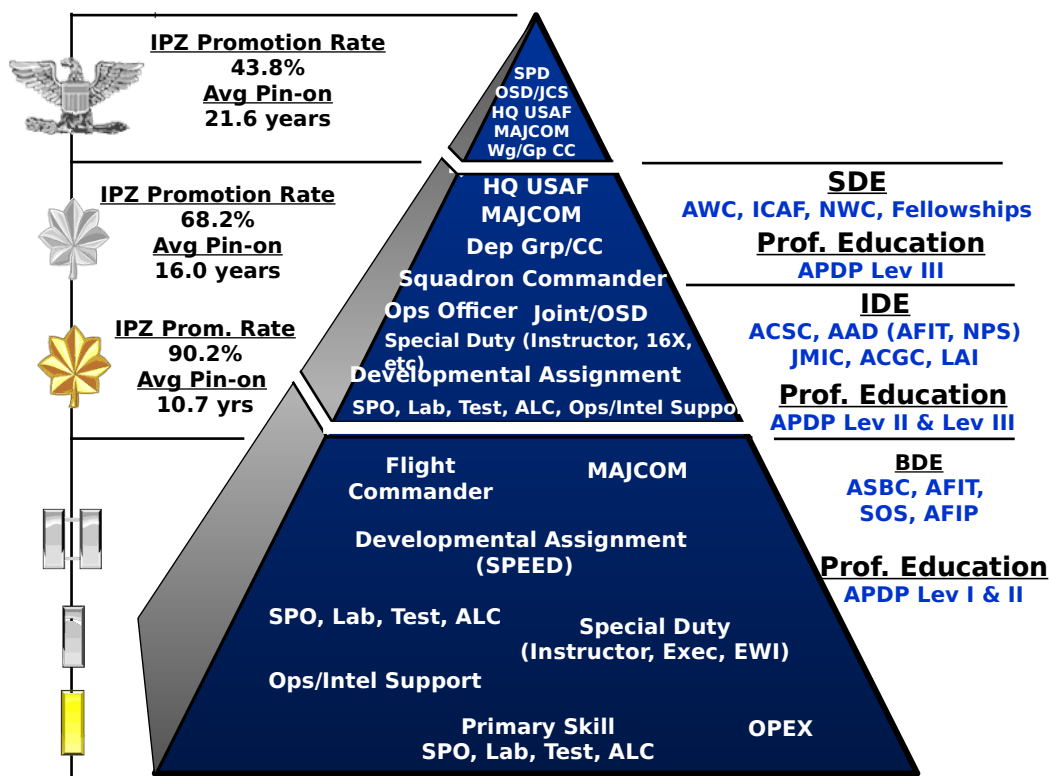 IPZ Promotion Rate
43.8%
Avg Pin-on
21.6 years
IPZ Promotion Rate
68.2%
Avg Pin-on
16.0 years
IPZ Prom. Rate
90.2%
Avg Pin-on
10.7 yrs
SPD
OSD/JCS
HQ USAF
MAJCOM
Wg/Gp CC
HQ USAF
MAJCOM
Dep Grp/CC
Squadron Commander
Ops Officer
Joint/OSD
Special Duty (Instructor, 16X,
etc)
Developmental Assignment
SPO, Lab, Test, ALC, Ops/Intel Support
Flight
Commander
MAJCOM
Developmental Assignment
(SPEED)
SPO, Lab, Test, ALC
Special Duty
(Instructor, Exec, EWI)
Ops/Intel Support
Primary Skill
SPO, Lab, Test, ALC
OPEX
SDE
AWC, ICAF, NWC, Fellowships
Prof. Education
APDP Lev III
IDE
ACSC, AAD (AFIT, NPS)
JMIC, ACGC, LAI
Prof. Education
APDP Lev II & Lev III
BDE
ASBC, AFIT,
SOS, AFIP
Prof. Education
APDP Lev I & II